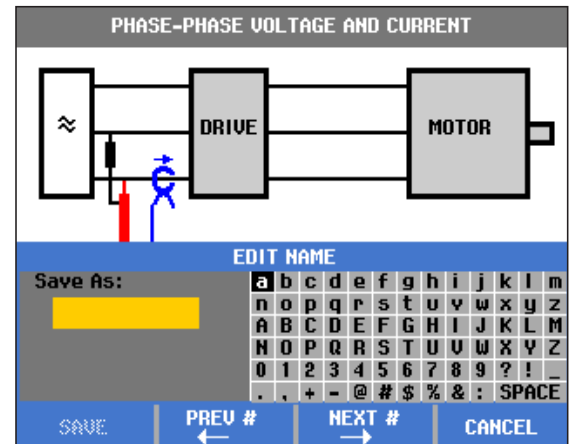 PHASE-PHASE VOLTAGE AND CURRENT
≈
DRIVE
MOTOR
EDIT NAME
Save As:
a b c d e f g h i j k l m
n o p q r s t u v w x y z
A B C D E F G H I J K L M
N O P Q R S T U V W X Y Z
0 1 2 3 4 5 6 7 8 9 ? ! _
. , + - @ # $ % & : SPACE
SAVE PREV # NEXT # CANCEL